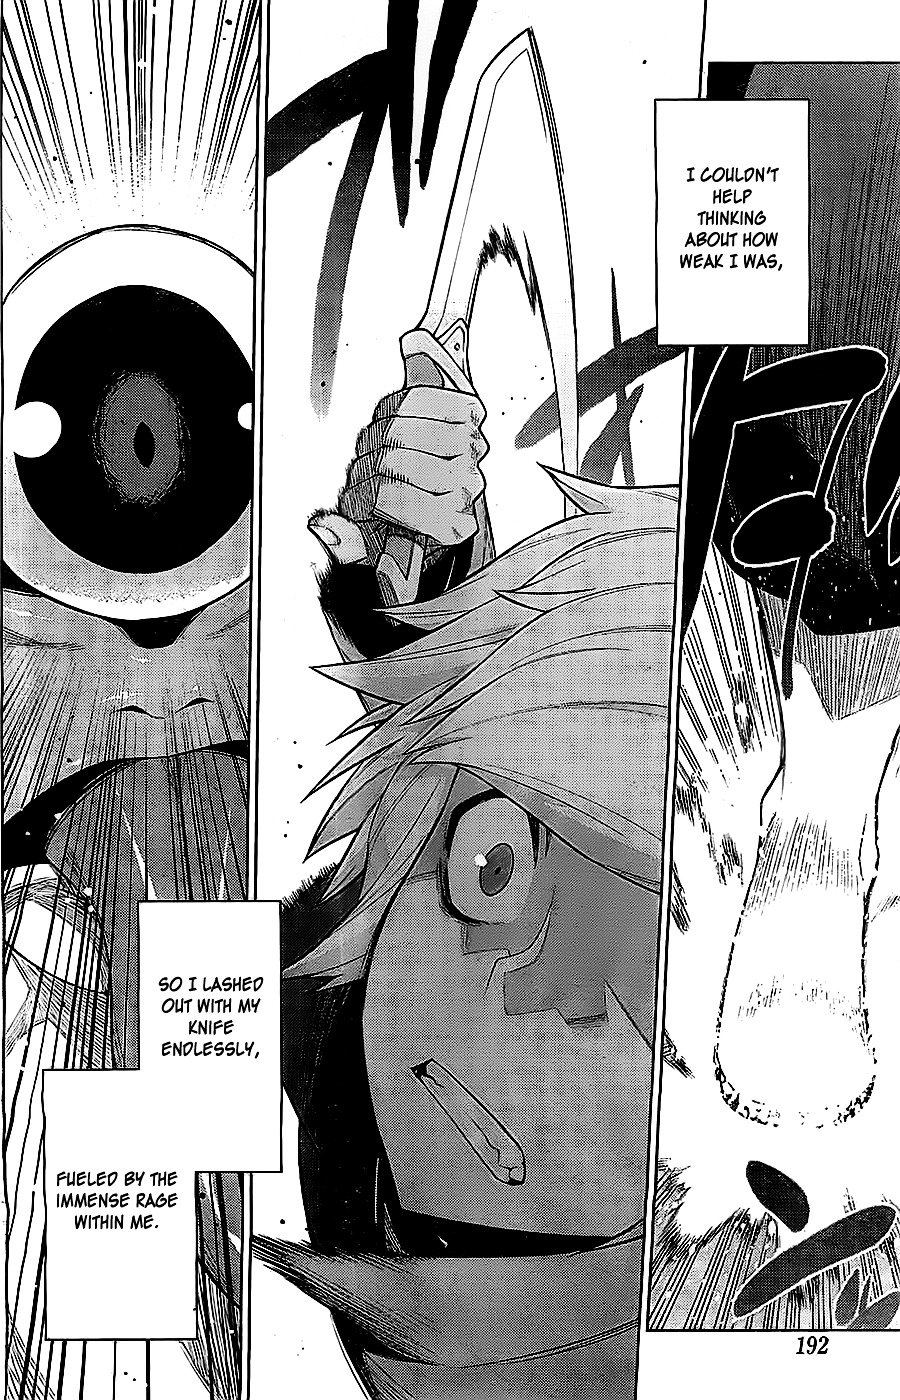 I COULDN'T
HELP
THINKING
ABOUT HOW
WEAK I WAS,
SO I LASHED
OUT WITH MY
KNIFE
ENDLESSLY,
FUELED BY THE
IMMENSE RAGE
WITHIN ME.
192